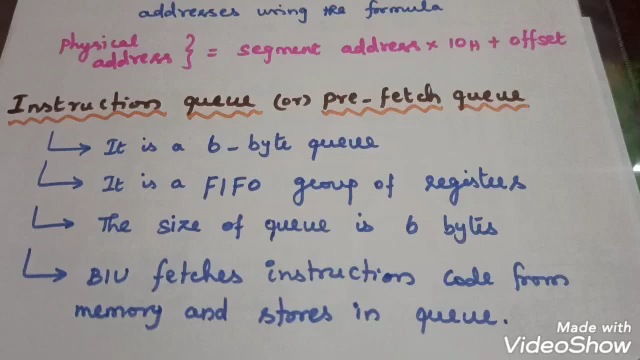 addresses using the formula
physical address } = segment address × 10H + offset
Instruction queue (or) pre-fetch queue
It is a 6-byte queue
It is a FIFO group of registers
The size of queue is 6 bytes
BIU fetches instruction code from
memory and stores in queue.
Made with
VideoShow